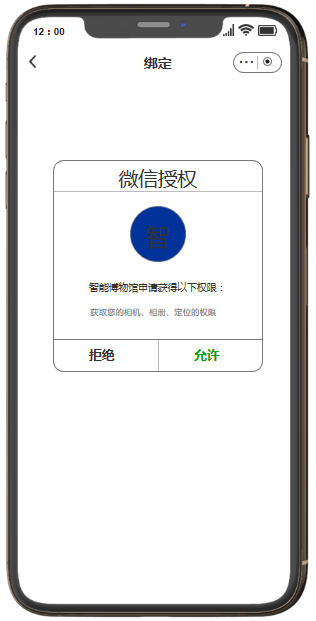 12：00
绑定
微信授权
智
智能博物馆申请获得以下权限：
获取您的相机、相册、定位的权限
拒绝
允许